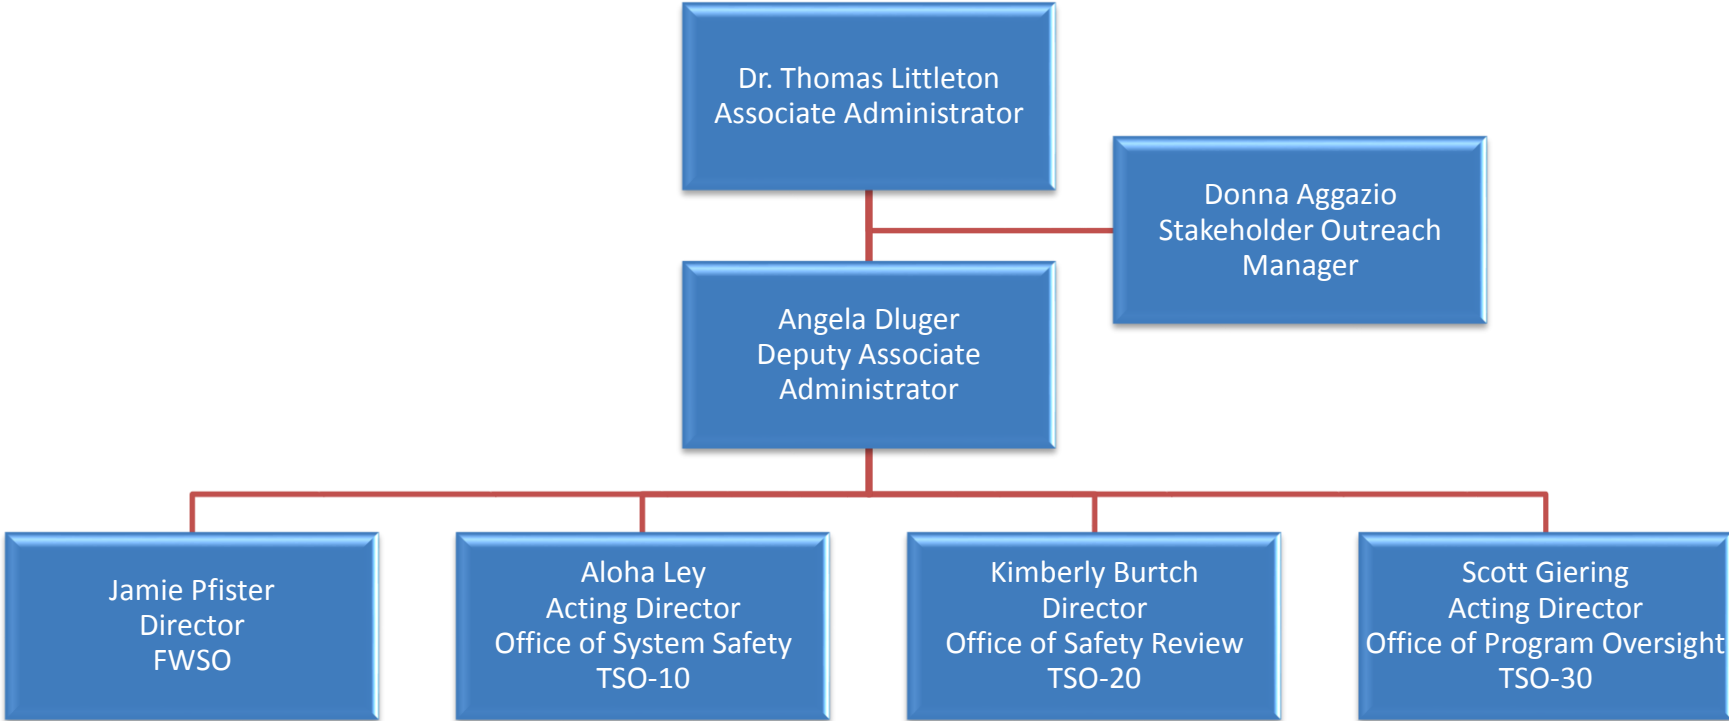 Dr. Thomas Littleton
Associate Administrator
Donna Aggazio
Stakeholder Outreach
Manager
Angela Dluger
Deputy Associate
Administrator
Jamie Pfister
Director
FWSO
Aloha Ley
Acting Director
Office of System Safety
TSO-10
Kimberly Burtch
Director
Office of Safety Review
TSO-20
Scott Giering
Acting Director
Office of Program Oversight
TSO-30